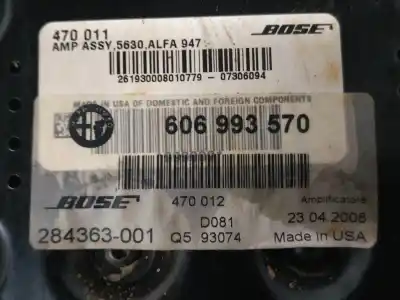 470 011
BOSE
AMP ASSY,5630,ALFA 947
261930008010779 - 07306094
MADE IN USA OF DOMESTIC AND FOREIGN COMPONENTS
606 993 570
BOSE
470 012
Amplificatore
D081
23 04 2006
284363-001
Q5 93074
Made in USA